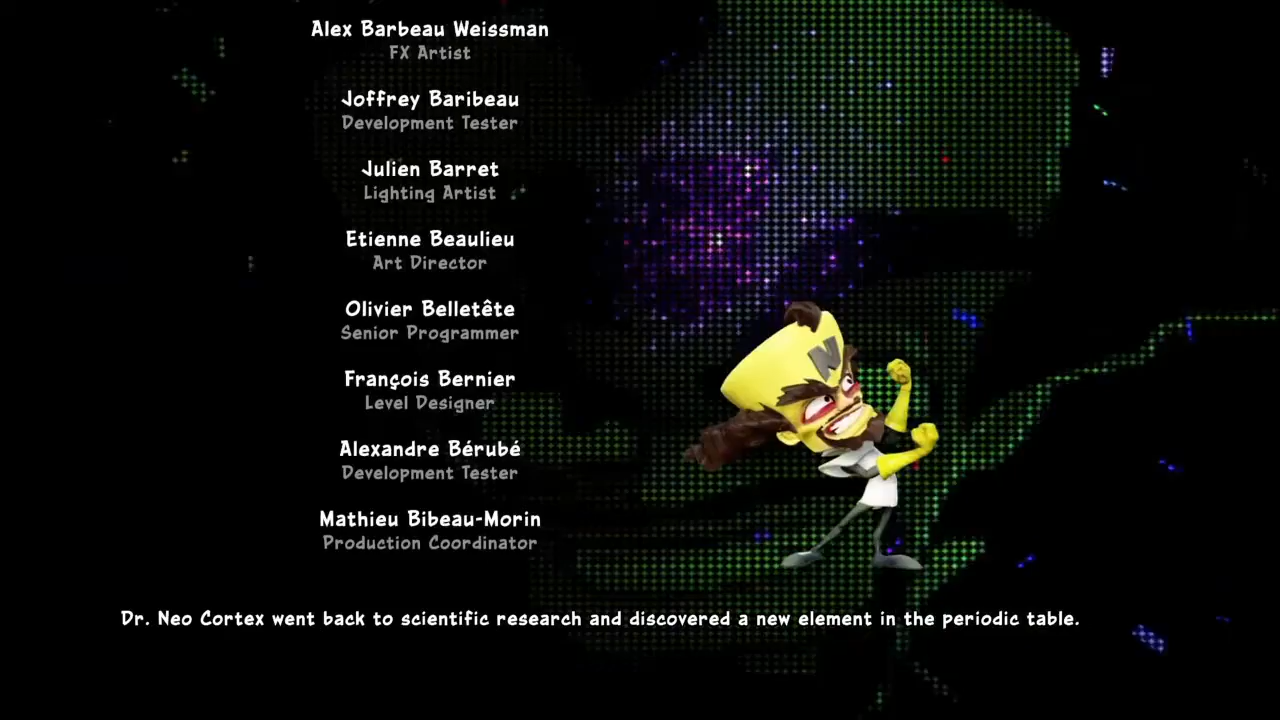 Alex Barbeau Weissman
FX Artist
Joffrey Baribeau
Development Tester
Julien Barret
Lighting Artist
Etienne Beaulieu
Art Director
Olivier Belletête
Senior Programmer
François Bernier
Level Designer
Alexandre Bérubé
Development Tester
N
Mathieu Bibeau-Morin
Production Coordinator
Dr. Neo Cortex went back to scientific research and discovered a new element in the periodic table.